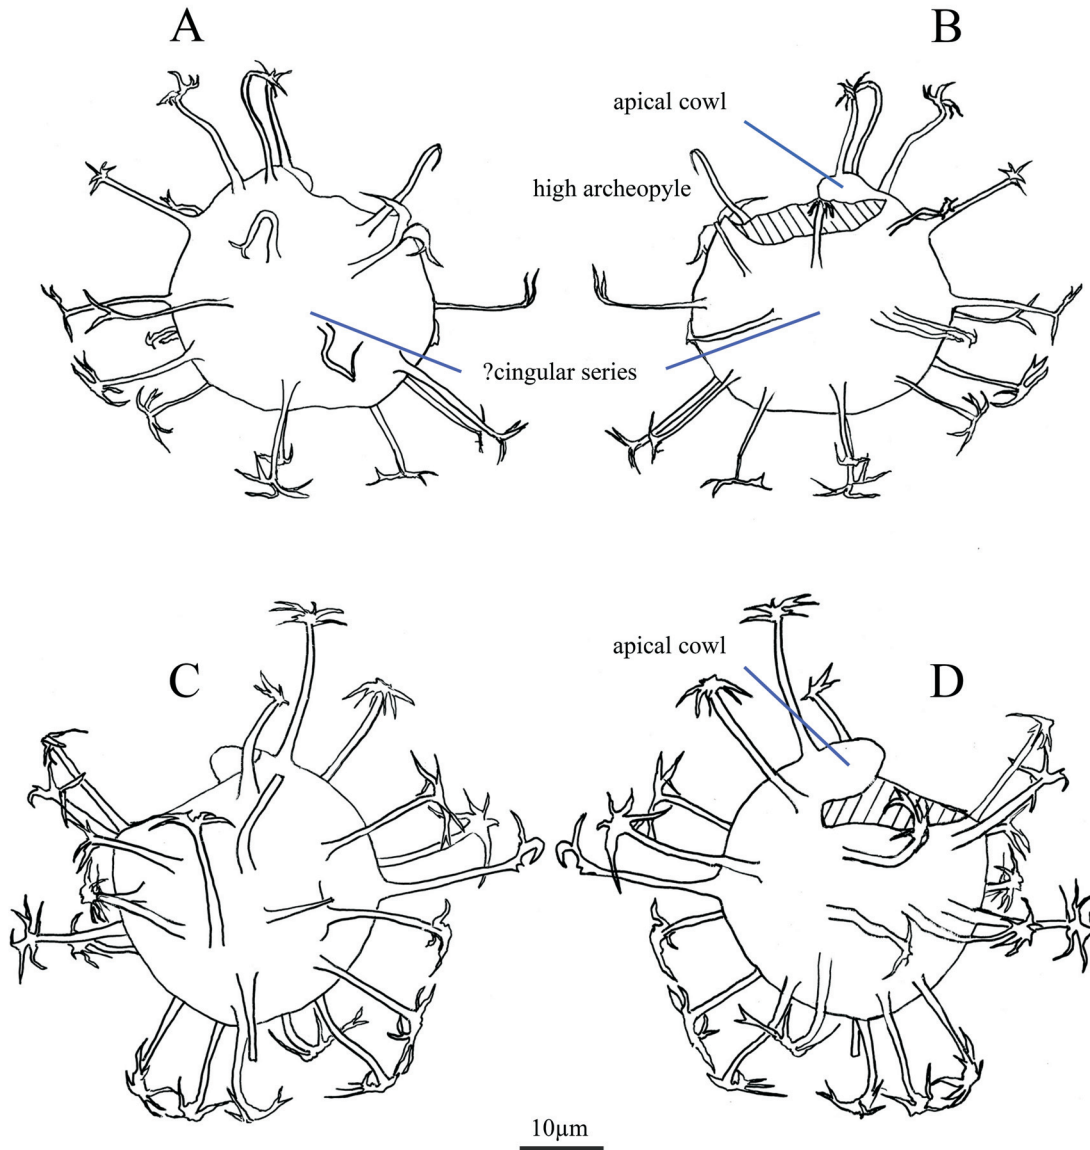 A
B
apical cowl
high archeopyle
?cingular series
apical cowl
C
D
10µm